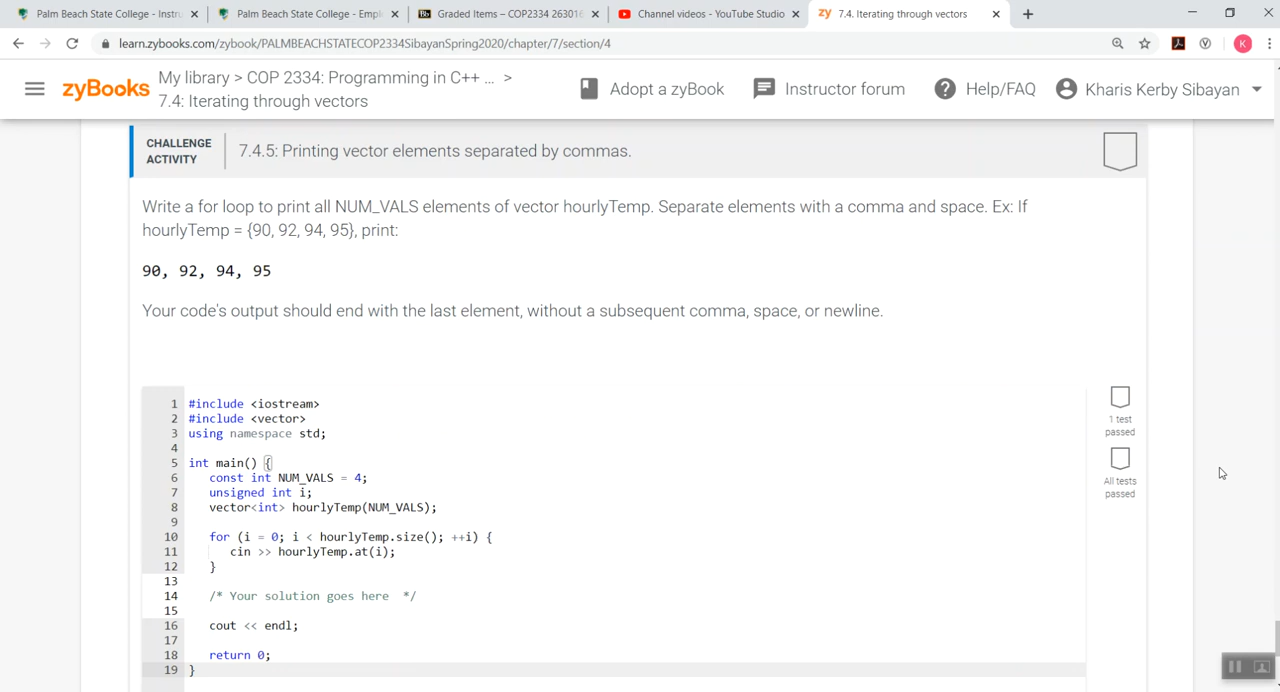 Palm Beach State College - Instru
Palm Beach State College - Empl
Bb Graded Items – COP2334 263016
Channel videos - YouTube Studio
zy 7.4. Iterating through vectors
learn.zybooks.com/zybook/PALMBEACHSTATECOP2334SibayanSpring2020/chapter/7/section/4
K
zyBooks
My library > COP 2334: Programming in C++ ... >
7.4: Iterating through vectors
Adopt a zyBook
Instructor forum
Help/FAQ
Kharis Kerby Sibayan
CHALLENGE
ACTIVITY
7.4.5: Printing vector elements separated by commas.
Write a for loop to print all NUM_VALS elements of vector hourlyTemp. Separate elements with a comma and space. Ex: If
hourlyTemp = {90, 92, 94, 95}, print:
90, 92, 94, 95
Your code's output should end with the last element, without a subsequent comma, space, or newline.
1 #include <iostream>
2 #include <vector>
3 using namespace std;
4
5 int main() {
6 const int NUM_VALS = 4;
7 unsigned int i;
8 vector<int> hourlyTemp(NUM_VALS);
9
10 for (i = 0; i < hourlyTemp.size(); ++i) {
11 cin >> hourlyTemp.at(i);
12 }
13
14 /* Your solution goes here */
15
16 cout << endl;
17
18 return 0;
19 }
1 test
passed
All tests
passed